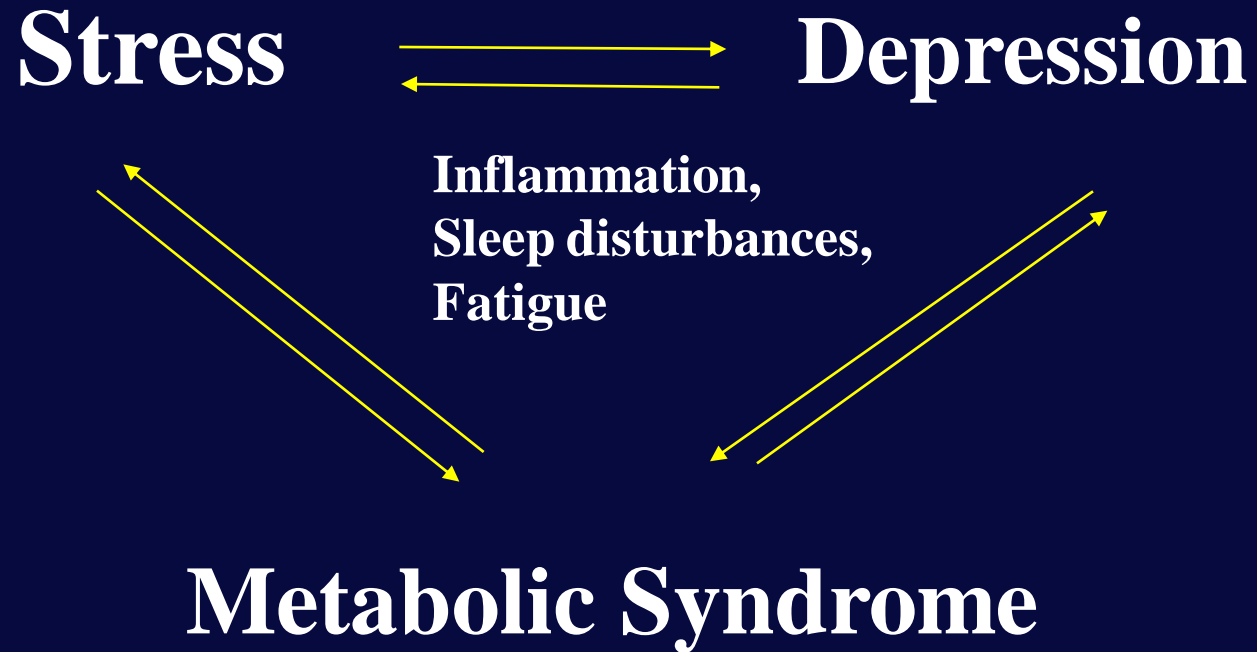 Stress
Depression
Inflammation,
Sleep disturbances,
Fatigue
Metabolic Syndrome